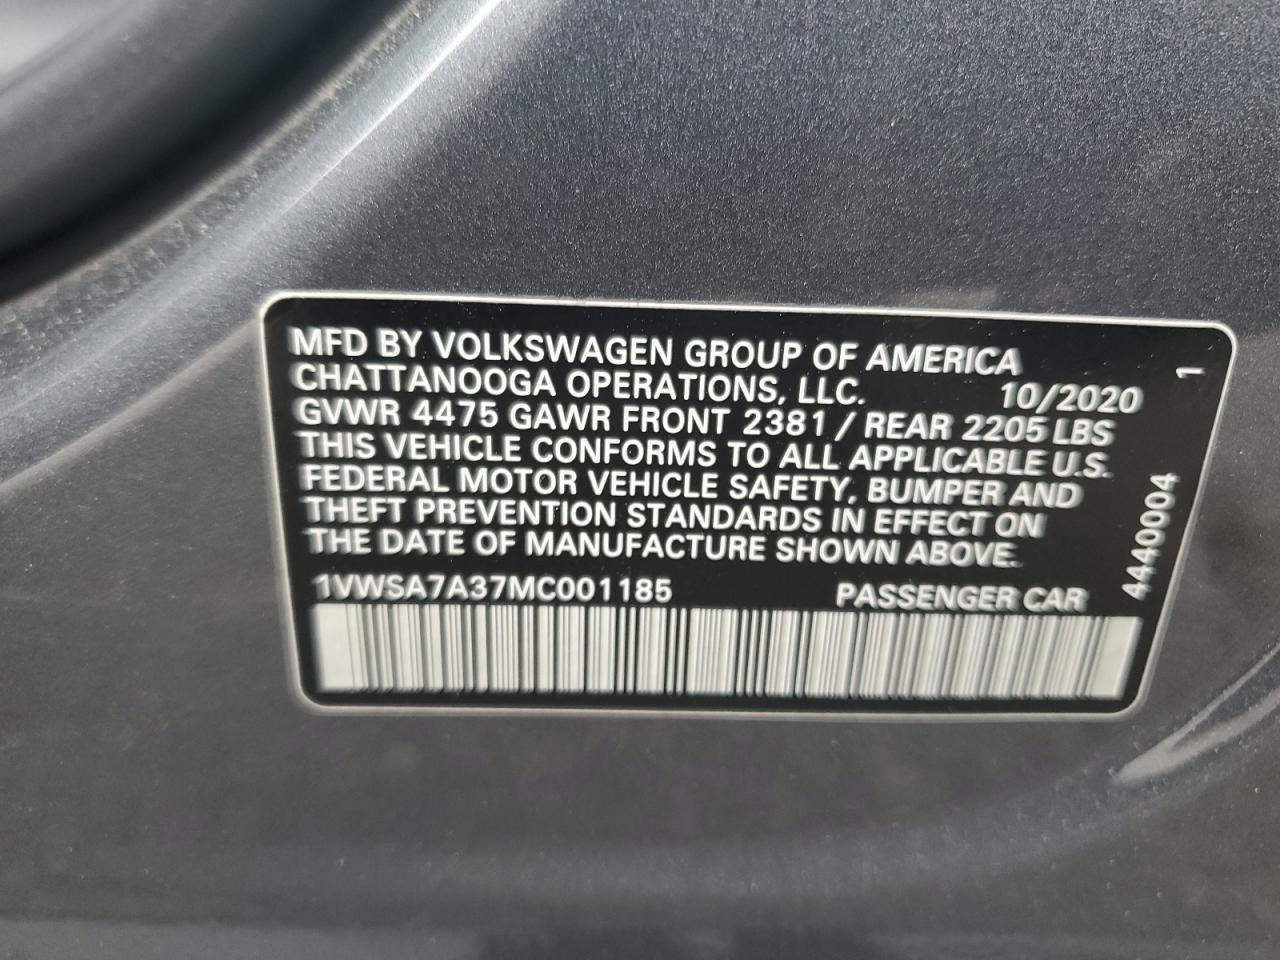 MFD BY VOLKSWAGEN GROUP OF AMERICA
CHATTANOOGA OPERATIONS, LLC. 10/2020
GVWR 4475 GAWR FRONT 2381 / REAR 2205 LBS
THIS VEHICLE CONFORMS TO ALL APPLICABLE U.S.
FEDERAL MOTOR VEHICLE SAFETY, BUMPER AND
THEFT PREVENTION STANDARDS IN EFFECT ON
THE DATE OF MANUFACTURE SHOWN ABOVE.
1VWSA7A37MC001185 PASSENGER CAR
4440004 1